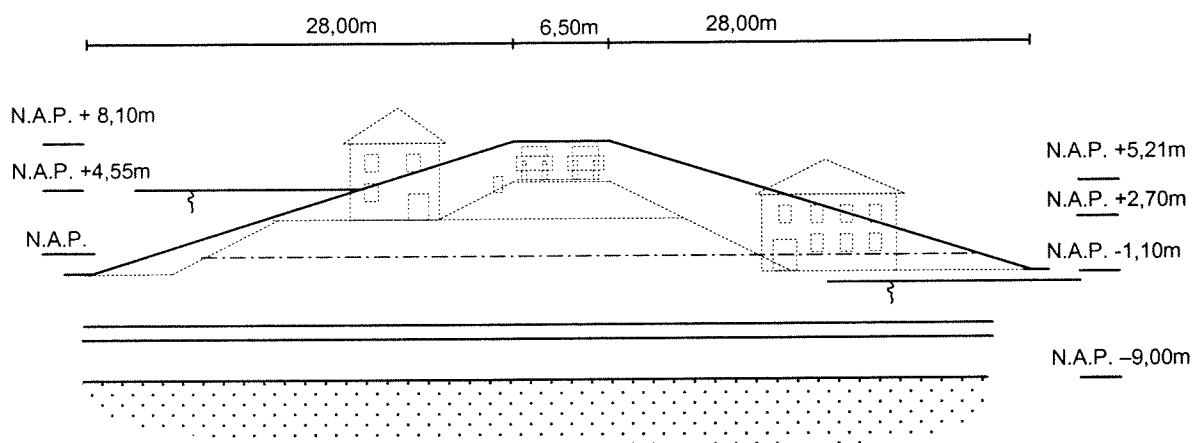 28,00m
6,50m
28,00m
N.A.P. + 8,10m
N.A.P. +4,55m
N.A.P.
N.A.P. +5,21m
N.A.P. +2,70m
N.A.P. -1,10m
N.A.P. –9,00m